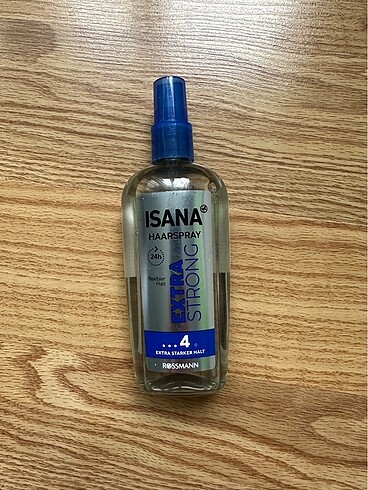 ISANA
HAARSPRAY
24h
flexibler
Halt
EXTRA
STRONG
4
EXTRA STARKER HALT
ROSSMANN